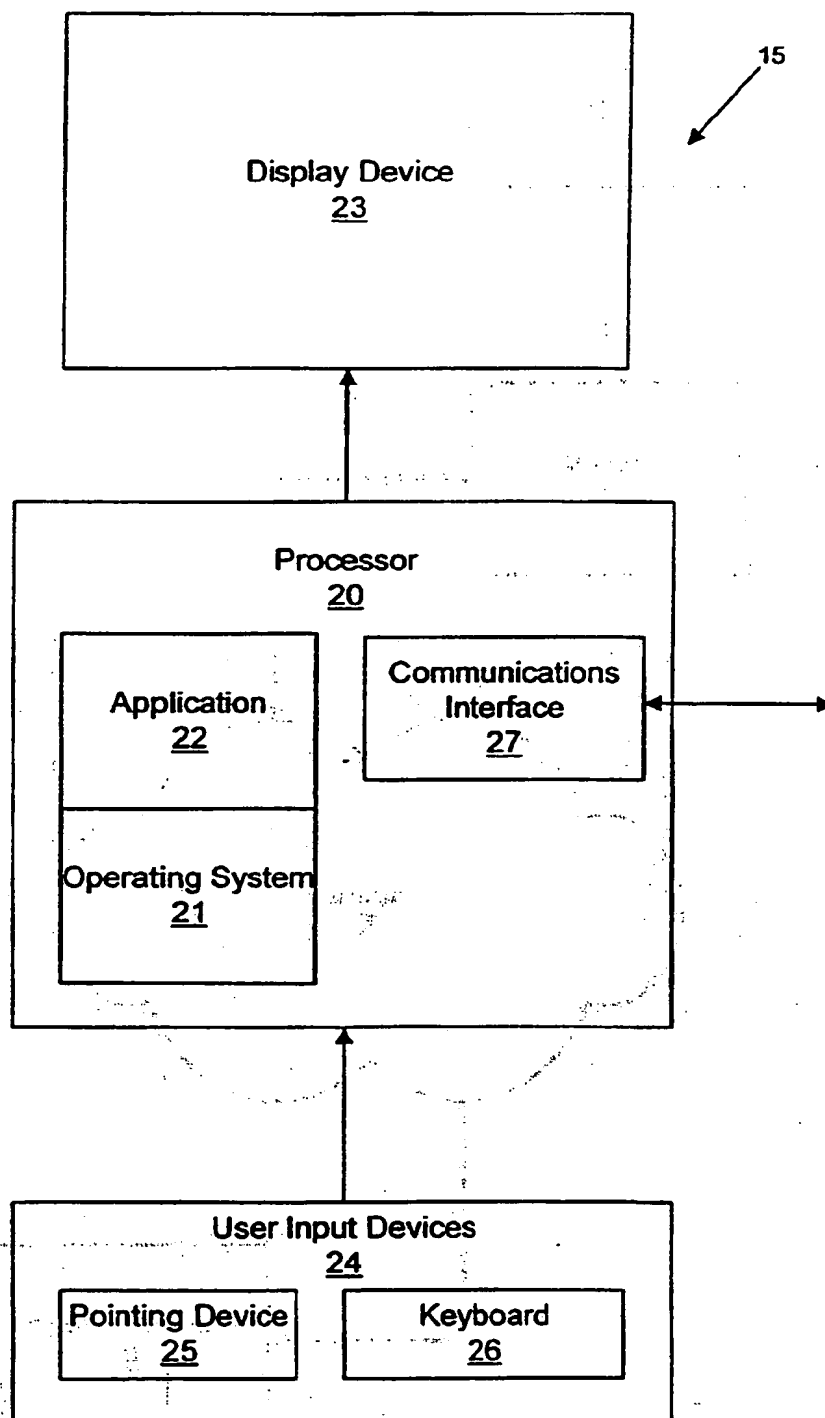 15
Display Device
23
Processor
20
Application
22
Communications
Interface
27
Operating System
21
User Input Devices
24
Pointing Device
25
Keyboard
26